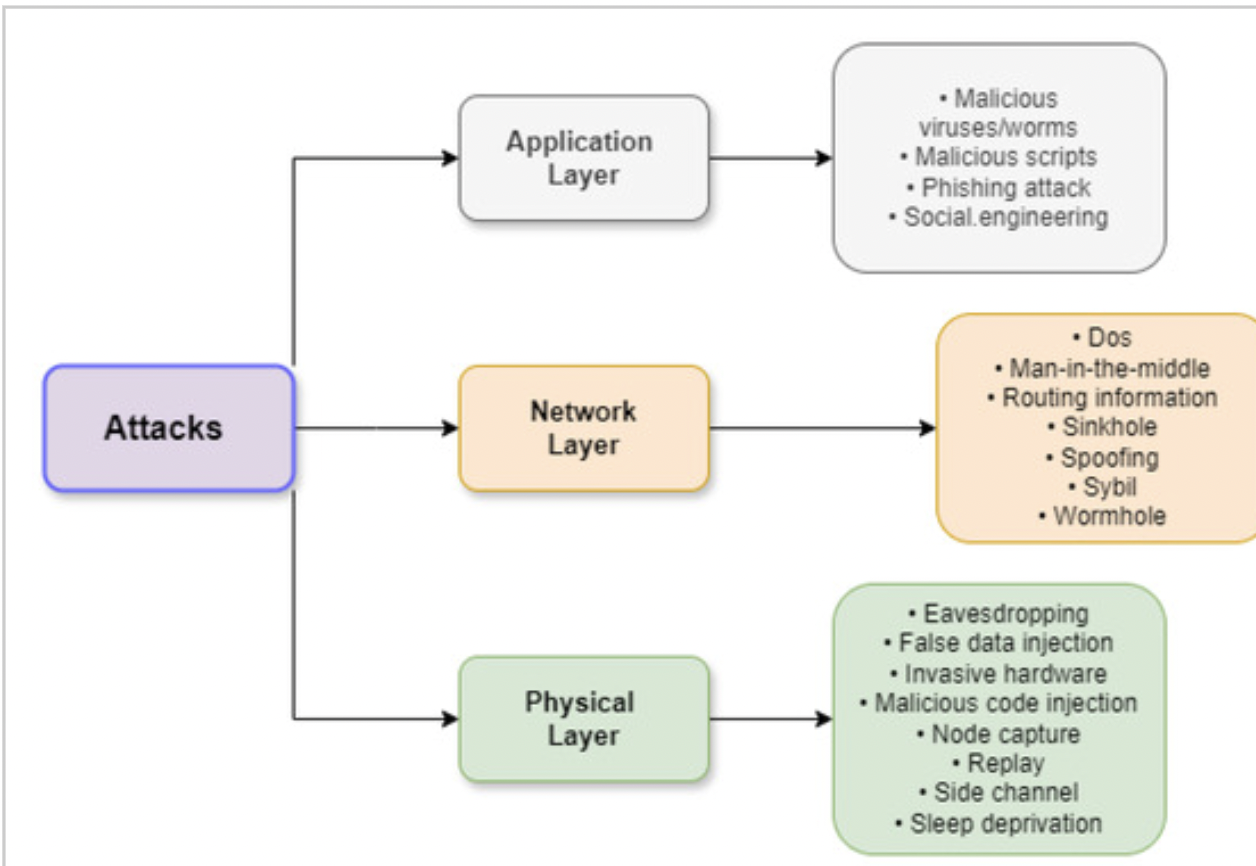 Attacks
Application
Layer
• Malicious
viruses/worms
• Malicious scripts
• Phishing attack
• Social.engineering
Network
Layer
• Dos
• Man-in-the-middle
• Routing information
• Sinkhole
• Spoofing
• Sybil
• Wormhole
Physical
Layer
• Eavesdropping
• False data injection
• Invasive hardware
• Malicious code injection
• Node capture
• Replay
• Side channel
• Sleep deprivation